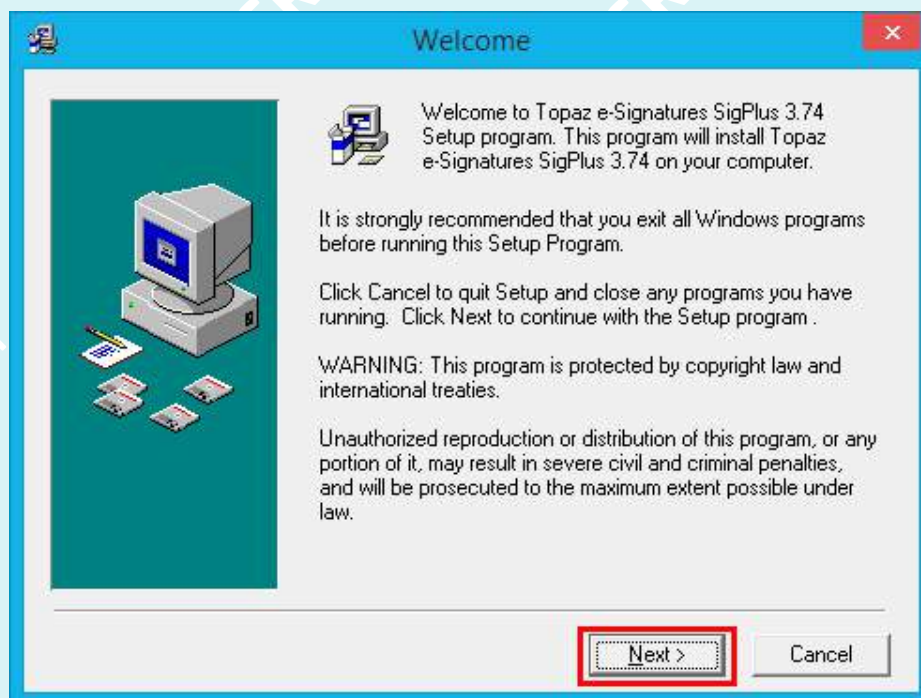 Welcome
Welcome to Topaz e-Signatures SigPlus 3.74
Setup program. This program will install Topaz
e-Signatures SigPlus 3.74 on your computer.
It is strongly recommended that you exit all Windows programs
before running this Setup Program.
Click Cancel to quit Setup and close any programs you have
running. Click Next to continue with the Setup program .
WARNING: This program is protected by copyright law and
international treaties.
Unauthorized reproduction or distribution of this program, or any
portion of it, may result in severe civil and criminal penalties,
and will be prosecuted to the maximum extent possible under
law.
Next >
Cancel